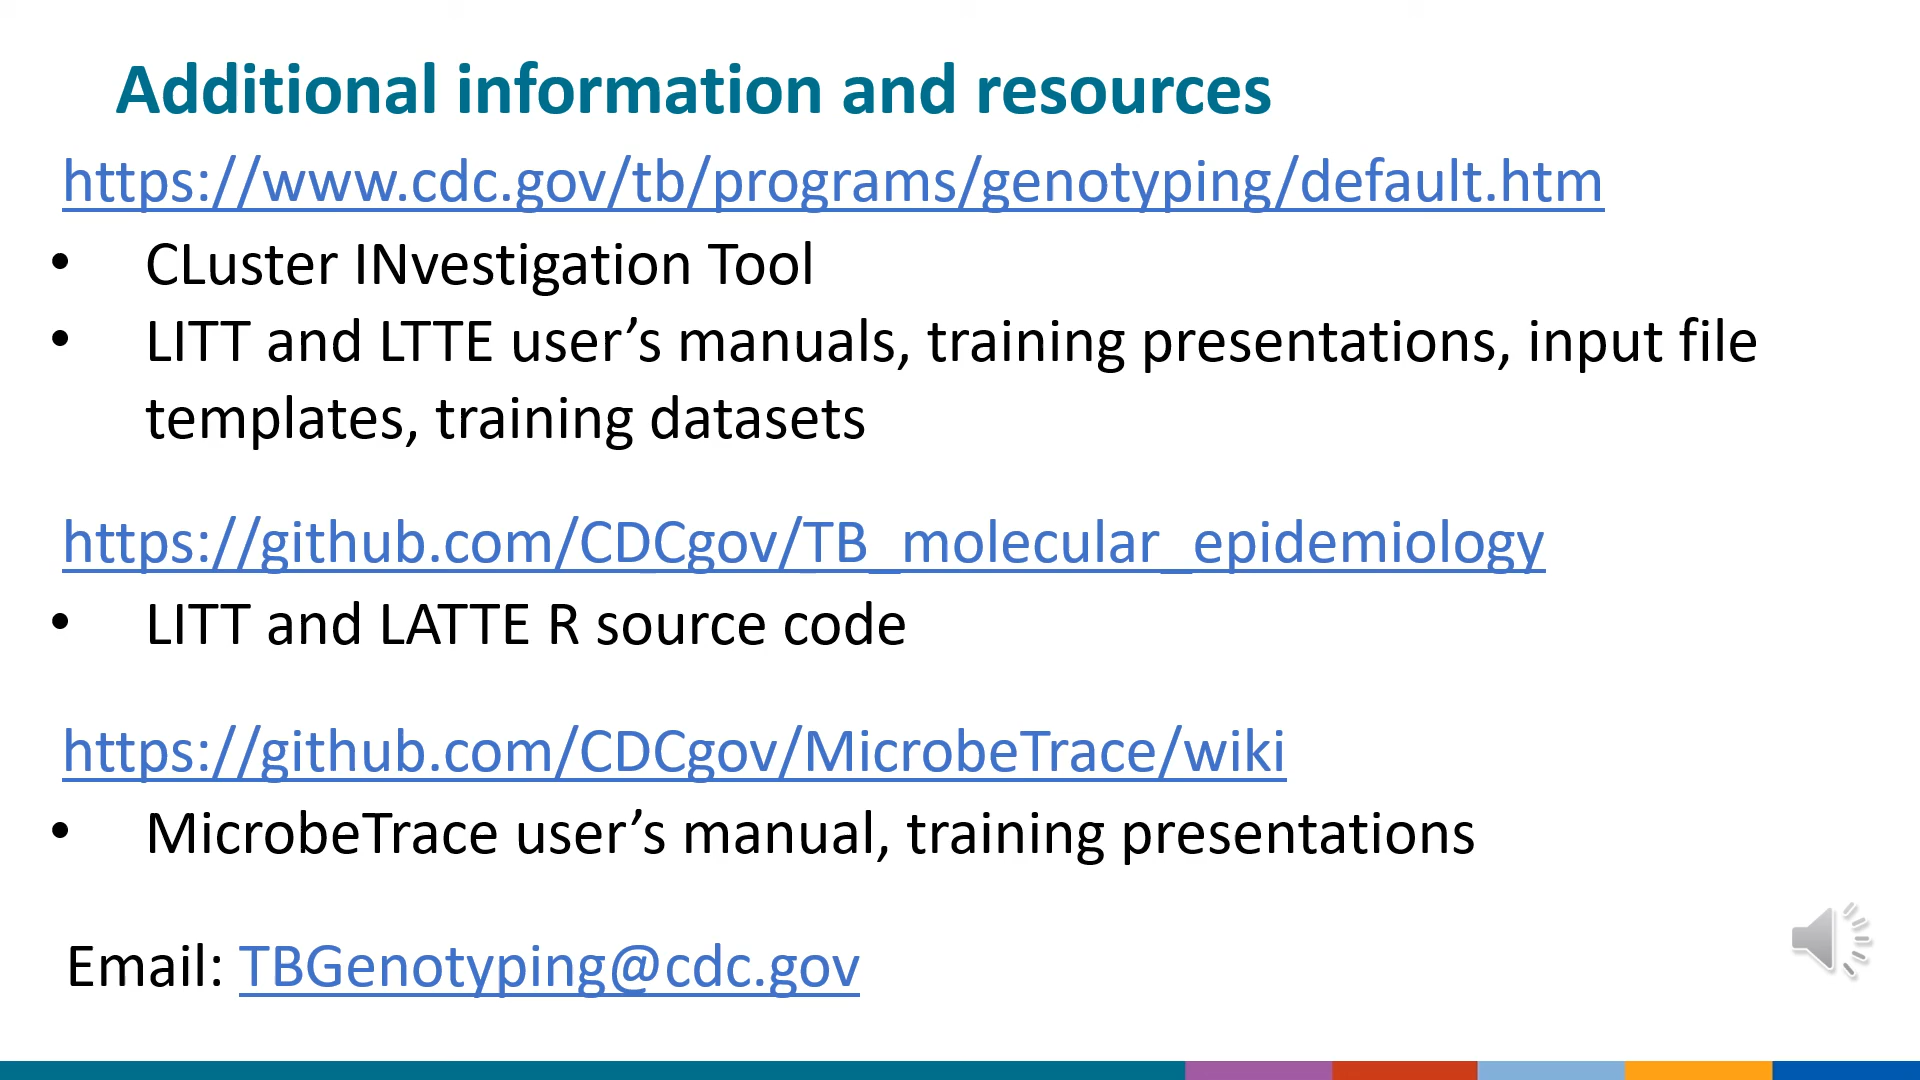 Additional information and resources
https://www.cdc.gov/tb/programs/genotyping/default.htm
• CLuster INvestigation Tool
• LITT and LTTE user’s manuals, training presentations, input file
templates, training datasets
https://github.com/CDCgov/TB_molecular_epidemiology
• LITT and LATTE R source code
https://github.com/CDCgov/MicrobeTrace/wiki
• MicrobeTrace user’s manual, training presentations
Email: TBGenotyping@cdc.gov